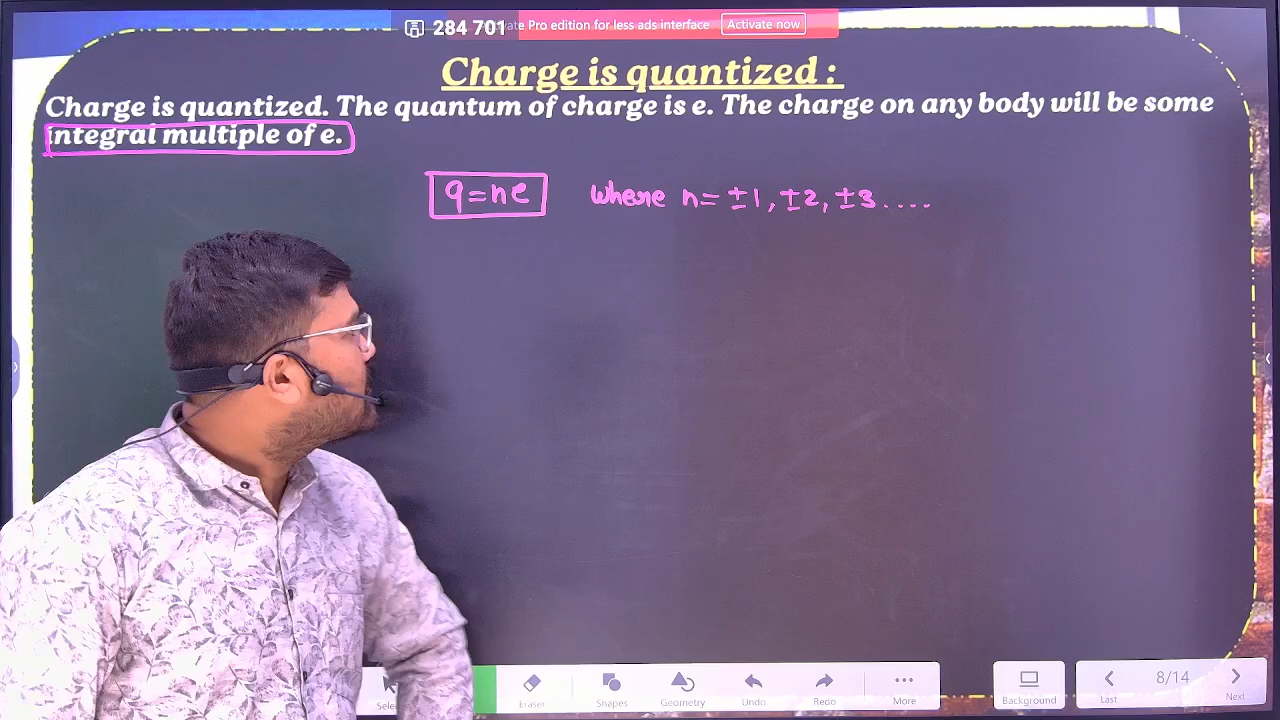 284 701
ate Pro edition for less ads interface Activate now
Charge is quantized :
Charge is quantized. The quantum of charge is e. The charge on any body will be some
integral multiple of e.
q=ne where n= ±1, ±2, ±3....
Eraser Shapes Geometry Undo Redo More Background Last 8/14 Next